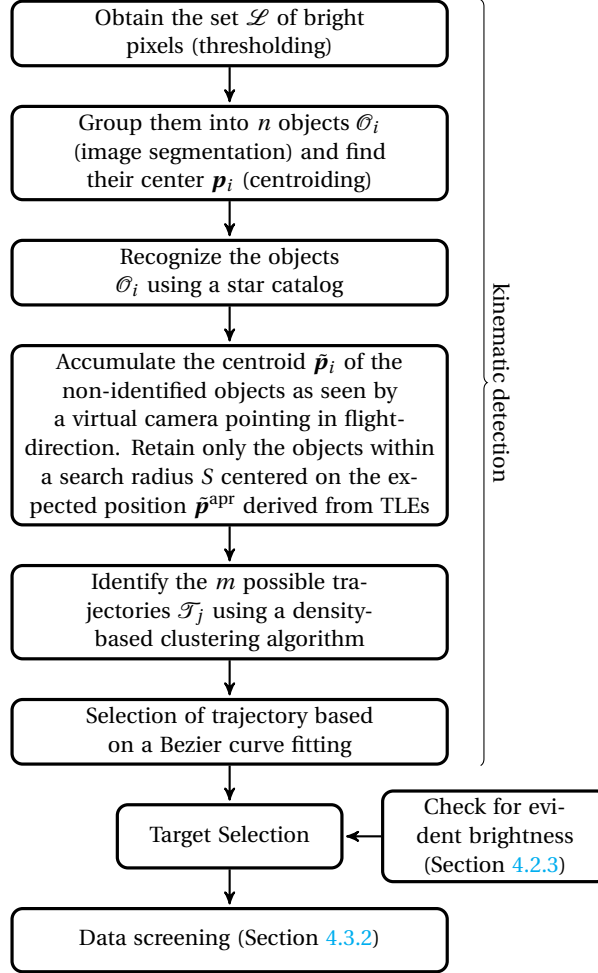 Obtain the set ℒ of bright
pixels (thresholding)
Group them into n objects 𝒪i
(image segmentation) and find
their center pi (centroiding)
Recognize the objects
𝒪i using a star catalog
Accumulate the centroid p̃i of the
non-identified objects as seen by
a virtual camera pointing in flight-
direction. Retain only the objects within
a search radius S centered on the ex-
pected position p̃apr derived from TLEs
Identify the m possible tra-
jectories 𝒯j using a density-
based clustering algorithm
Selection of trajectory based
on a Bezier curve fitting
kinematic detection
Target Selection
Check for evi-
dent brightness
(Section 4.2.3)
Data screening (Section 4.3.2)